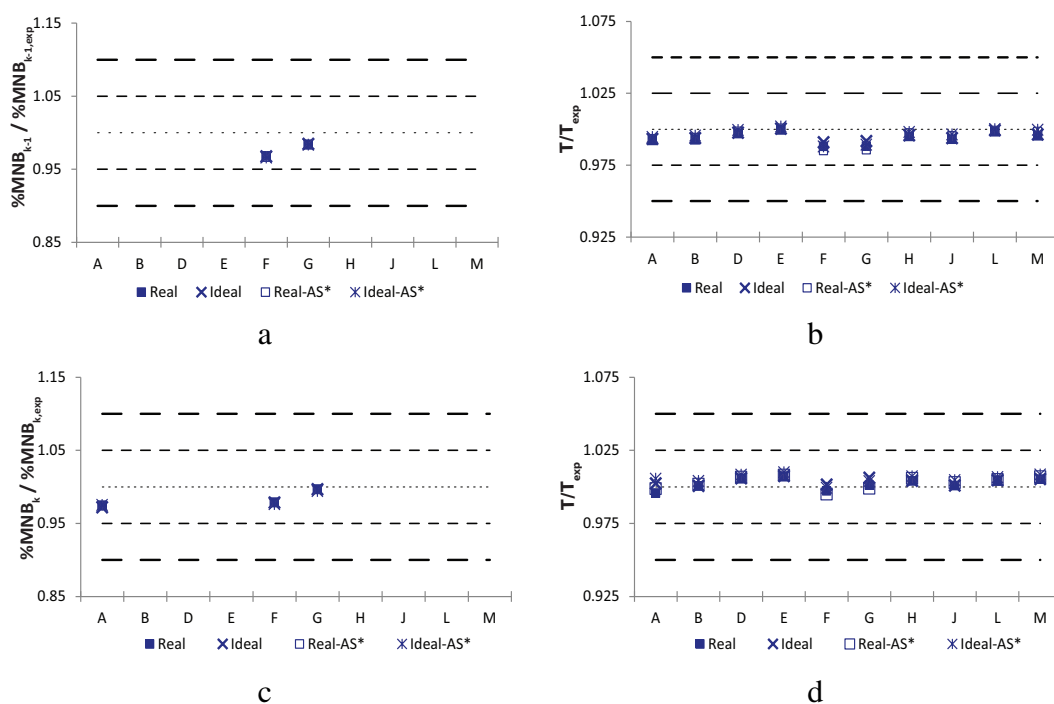 %MNB k-1 / %MNB k-1,exp
1.15
1.05
0.95
0.85
A B D E F G H J L M
Real Ideal Real-AS* Ideal-AS*
a
T/T exp
1.075
1.025
0.975
0.925
A B D E F G H J L M
Real Ideal Real-AS* Ideal-AS*
b
%MNB k / %MNB k,exp
1.15
1.05
0.95
0.85
A B D E F G H J L M
Real Ideal Real-AS* Ideal-AS*
c
T/T exp
1.075
1.025
0.975
0.925
A B D E F G H J L M
Real Ideal Real-AS* Ideal-AS*
d